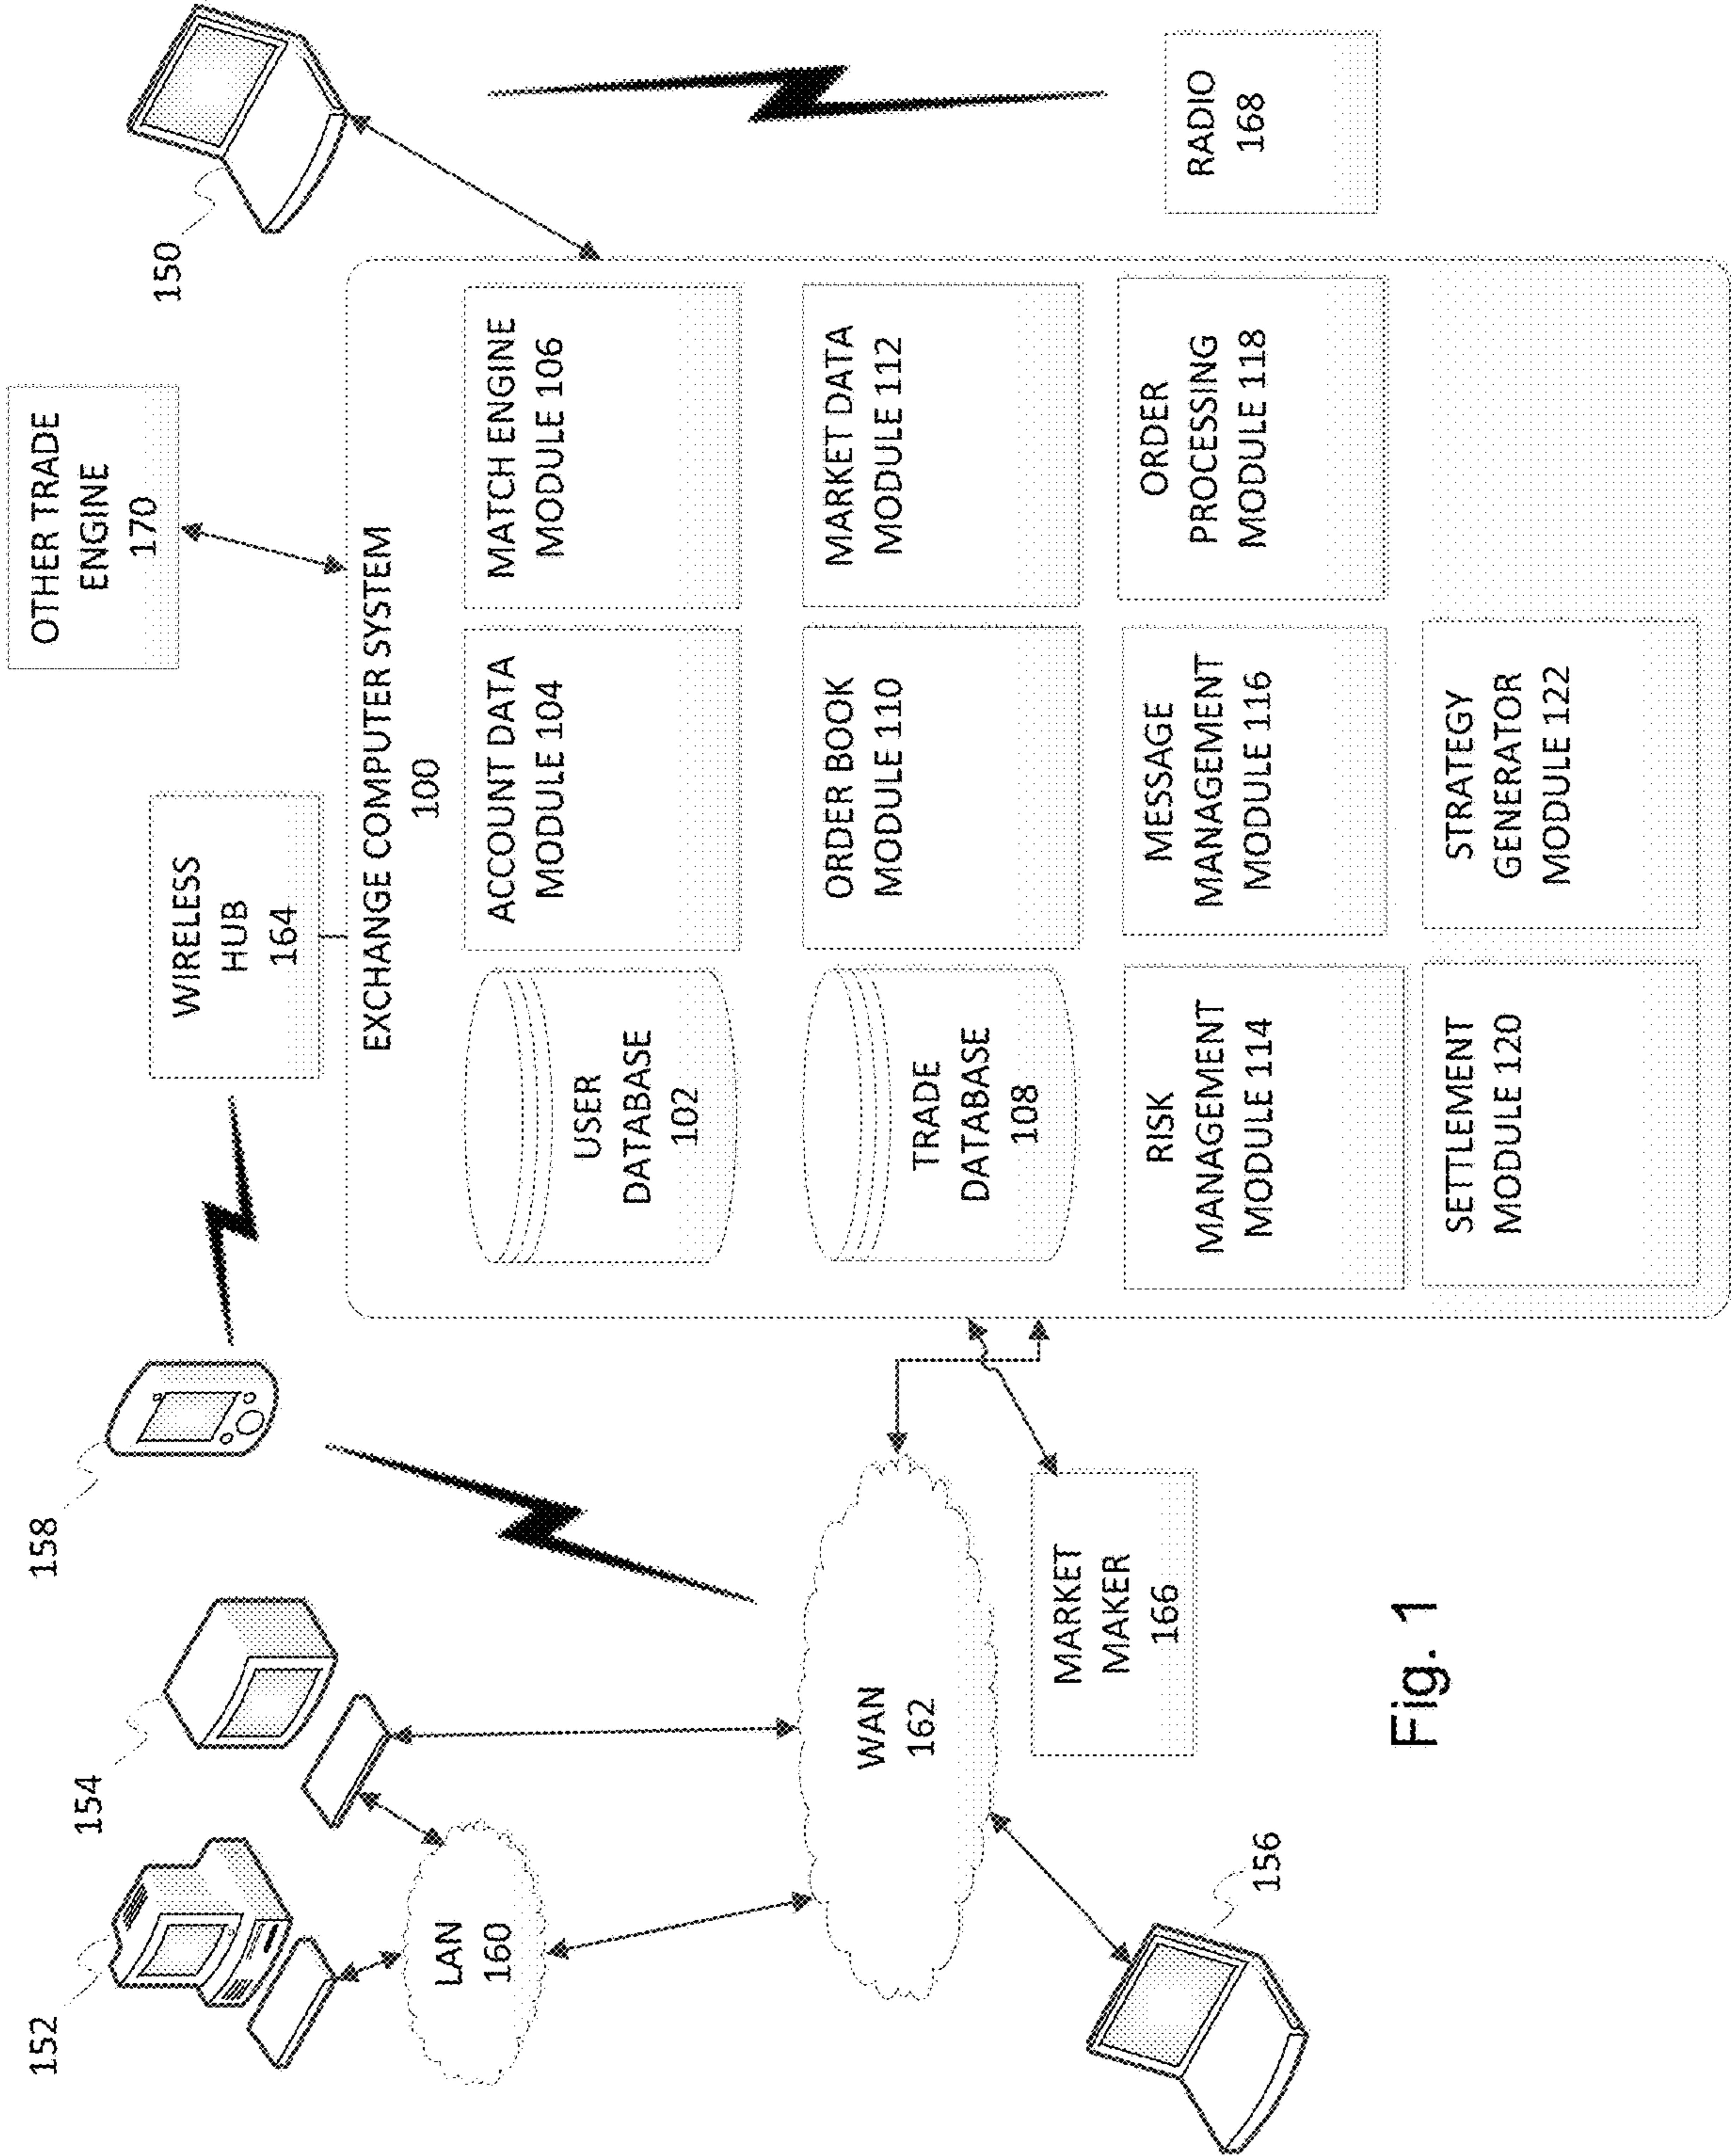 152
154
158
OTHER TRADE
ENGINE
170
150
WIRELESS
HUB
164
LAN
160
EXCHANGE COMPUTER SYSTEM
100
USER
DATABASE
102
ACCOUNT DATA
MODULE 104
MATCH ENGINE
MODULE 106
WAN
162
TRADE
DATABASE
108
ORDER BOOK
MODULE 110
MARKET DATA
MODULE 112
MARKET
MAKER
166
RISK
MANAGEMENT
MODULE 114
MESSAGE
MANAGEMENT
MODULE 116
ORDER
PROCESSING
MODULE 118
RADIO
168
156
SETTLEMENT
MODULE 120
STRATEGY
GENERATOR
MODULE 122
Fig. 1